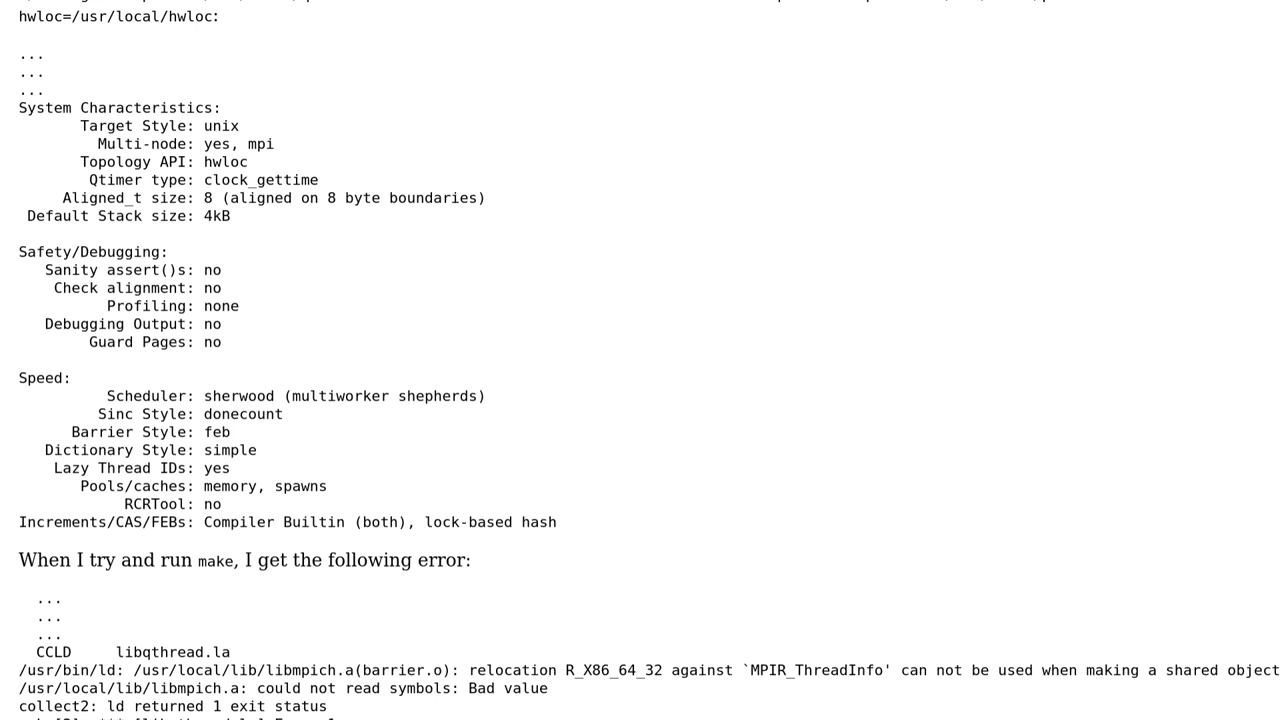 hwloc=/usr/local/hwloc:
...
...
...
System Characteristics:
Target Style: unix
Multi-node: yes, mpi
Topology API: hwloc
Qtimer type: clock_gettime
Aligned_t size: 8 (aligned on 8 byte boundaries)
Default Stack size: 4kB
Safety/Debugging:
Sanity assert()s: no
Check alignment: no
Profiling: none
Debugging Output: no
Guard Pages: no
Speed:
Scheduler: sherwood (multiworker shepherds)
Sinc Style: donecount
Barrier Style: feb
Dictionary Style: simple
Lazy Thread IDs: yes
Pools/caches: memory, spawns
RCRTool: no
Increments/CAS/FEBs: Compiler Builtin (both), lock-based hash
When I try and run make, I get the following error:
...
...
...
CCLD libqthread.la
/usr/bin/ld: /usr/local/lib/libmpich.a(barrier.o): relocation R_X86_64_32 against `MPIR_ThreadInfo' can not be used when making a shared object
/usr/local/lib/libmpich.a: could not read symbols: Bad value
collect2: ld returned 1 exit status